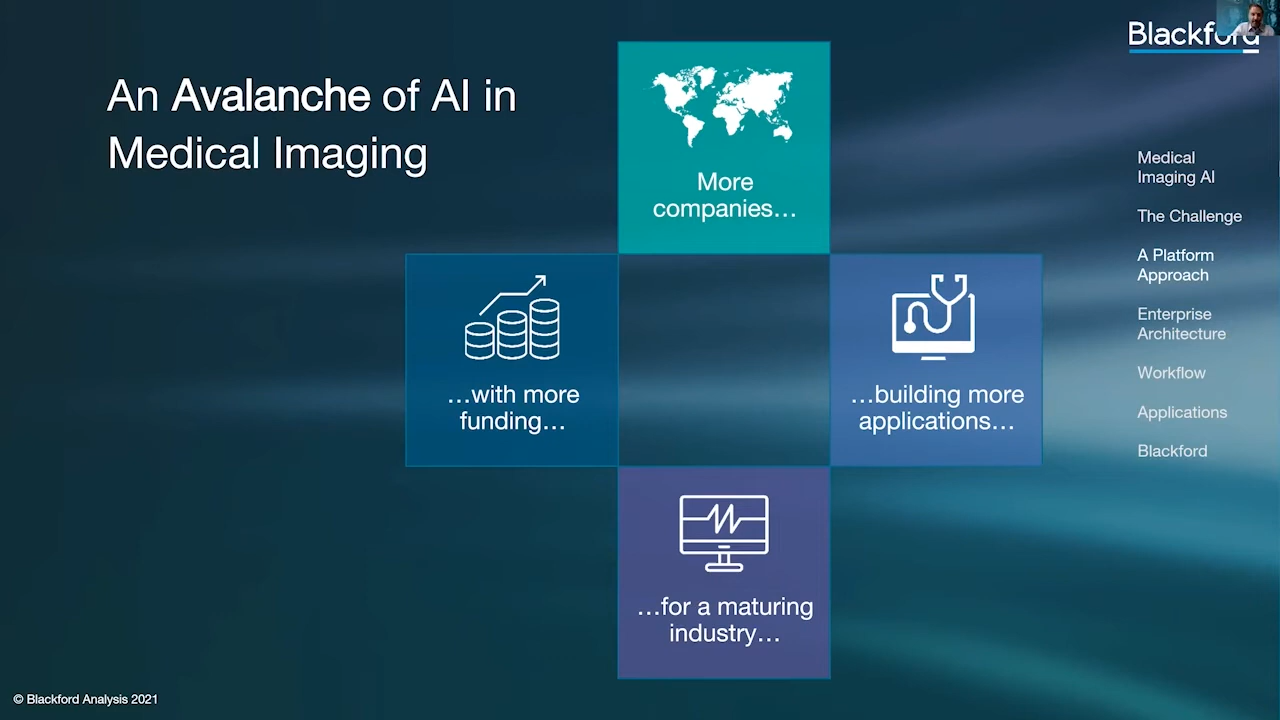 An Avalanche of AI in
Medical Imaging
Blackford
More
companies…
…with more
funding…
…building more
applications…
…for a maturing
industry…
Medical
Imaging AI
The Challenge
A Platform
Approach
Enterprise
Architecture
Workflow
Applications
Blackford
© Blackford Analysis 2021